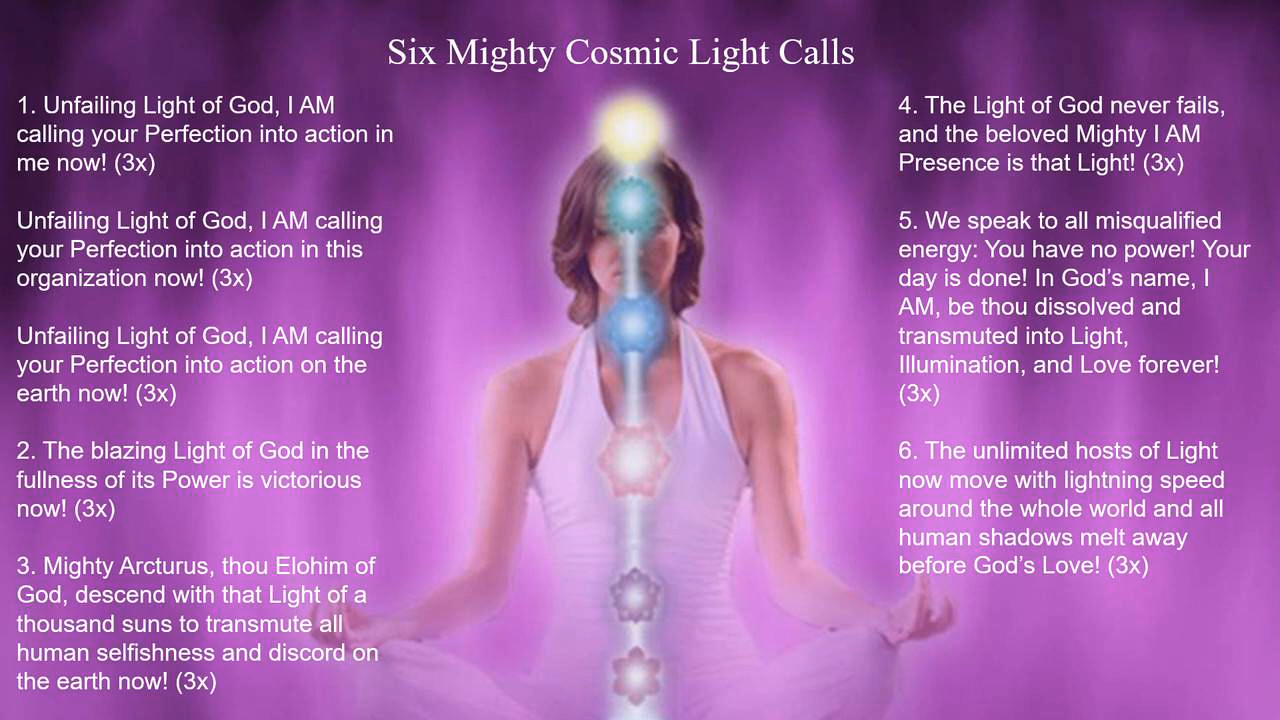 Six Mighty Cosmic Light Calls
1. Unfailing Light of God, I AM
calling your Perfection into action in
me now! (3x)
Unfailing Light of God, I AM calling
your Perfection into action in this
organization now! (3x)
Unfailing Light of God, I AM calling
your Perfection into action on the
earth now! (3x)
2. The blazing Light of God in the
fullness of its Power is victorious
now! (3x)
3. Mighty Arcturus, thou Elohim of
God, descend with that Light of a
thousand suns to transmute all
human selfishness and discord on
the earth now! (3x)
4. The Light of God never fails,
and the beloved Mighty I AM
Presence is that Light! (3x)
5. We speak to all misqualified
energy: You have no power! Your
day is done! In God’s name, I
AM, be thou dissolved and
transmuted into Light,
Illumination, and Love forever!
(3x)
6. The unlimited hosts of Light
now move with lightning speed
around the whole world and all
human shadows melt away
before God’s Love! (3x)